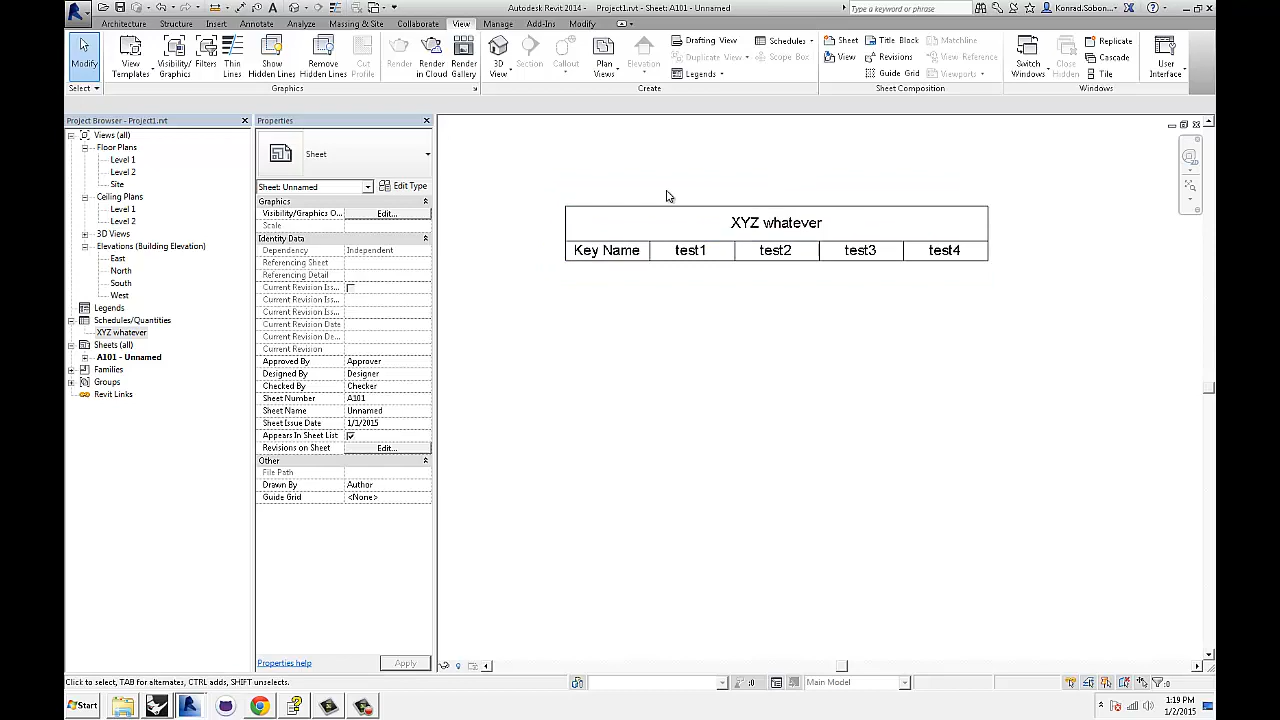 Autodesk Revit 2014 - Project1.rvt - Sheet: A101 - Unnamed
Type a keyword or phrase
Konrad.Sobon...
Architecture Structure Insert Annotate Analyze Massing & Site Collaborate View Manage Add-Ins Modify
Modify
View Templates
Visibility/ Graphics
Filters
Thin Lines
Show Hidden Lines
Remove Hidden Lines
Cut Profile
Render
Render in Cloud
Render Gallery
3D View
Section
Callout
Plan Views
Elevation
Drafting View
Duplicate View
Legends
Schedules
Scope Box
Sheet
View
Title Block
Revisions
Guide Grid
Matchline
View Reference
Viewports
Switch Windows
Close Hidden
Replicate
Cascade
Tile
User Interface
Select Graphics Create Sheet Composition Windows
Project Browser - Project1.rvt
Views (all)
Floor Plans
Level 1
Level 2
Site
Ceiling Plans
Level 1
Level 2
3D Views
Elevations (Building Elevation)
East
North
South
West
Legends
Schedules/Quantities
XYZ whatever
Sheets (all)
A101 - Unnamed
Families
Groups
Revit Links
Properties
Sheet
Sheet: Unnamed Edit Type
Graphics
Visibility/Graphics O... Edit...
Scale
Identity Data
Dependency Independent
Referencing Sheet
Referencing Detail
Current Revision Iss...
Current Revision Iss...
Current Revision Iss...
Current Revision Date
Current Revision De...
Current Revision
Approved By Approver
Designed By Designer
Checked By Checker
Sheet Number A101
Sheet Name Unnamed
Sheet Issue Date 1/1/2015
Appears In Sheet List
Revisions on Sheet Edit...
Other
File Path
Drawn By Author
Guide Grid <None>
Properties help Apply
XYZ whatever
Key Name test1 test2 test3 test4
Click to select, TAB for alternates, CTRL adds, SHIFT unselects.
:0
Main Model
:0
Start
1:19 PM
1/2/2015